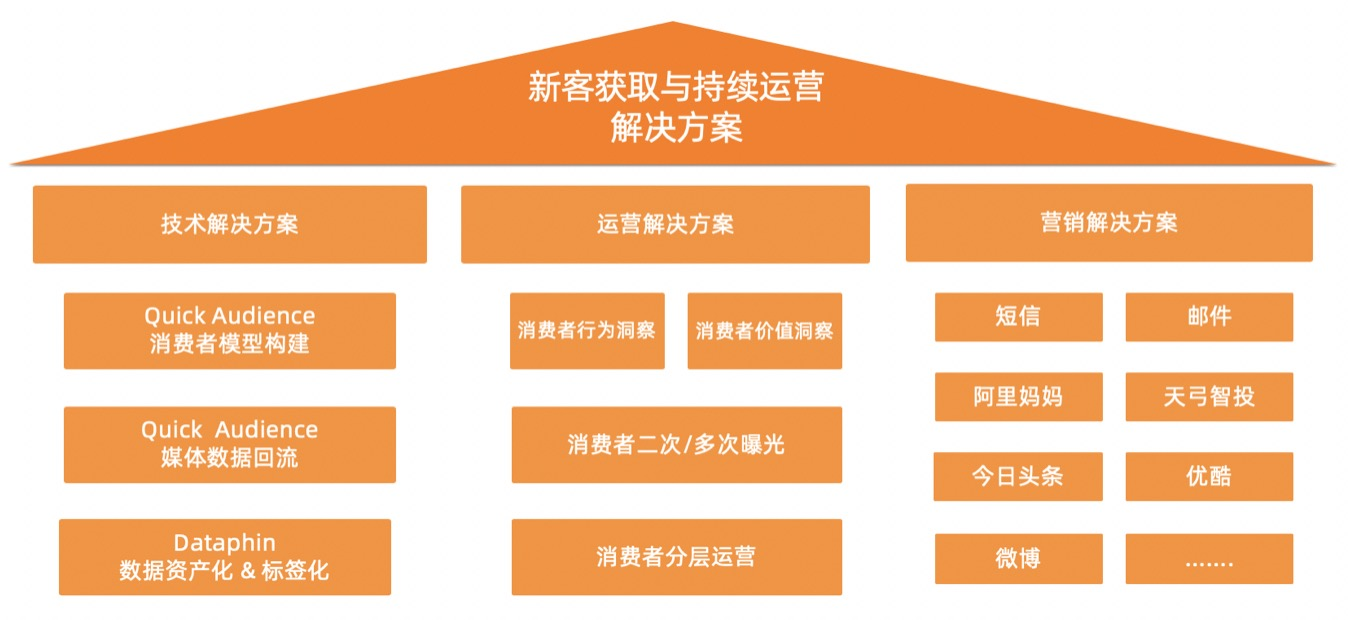 新客获取与持续运营
解决方案
技术解决方案
Quick Audience
消费者模型构建
Quick Audience
媒体数据回流
Dataphin
数据资产化 & 标签化
运营解决方案
消费者行为洞察
消费者价值洞察
消费者二次/多次曝光
消费者分层运营
营销解决方案
短信
邮件
阿里妈妈
天弓智投
今日头条
优酷
微博
.......